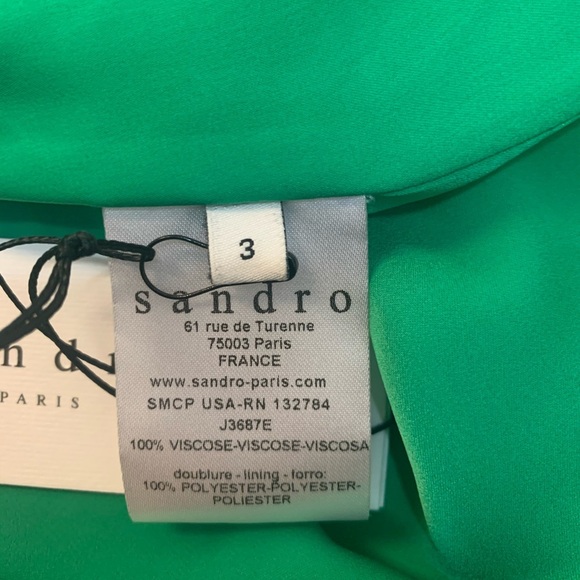 3
sandro
61 rue de Turenne
75003 Paris
FRANCE
www.sandro-paris.com
SMCP USA-RN 132784
J3687E
100% VISCOSE-VISCOSE-VISCOSA
doublure - lining - forro:
100% POLYESTER-POLYESTER-
POLIESTER
ndr
PARIS